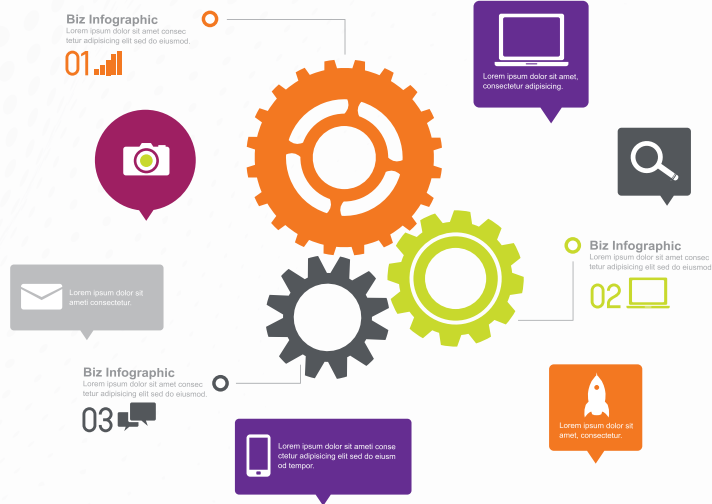 Biz Infographic
Lorem ipsum dolor sit amet consec
tetur adipisicing elit sed do eiusmod.
01
Lorem ipsum dolor sit amet,
consectetur adipisicing.
Biz Infographic
Lorem ipsum dolor sit amet consec
tetur adipisicing elit sed do eiusmod
02
Lorem ipsum dolor sit
ameti consectetur.
Biz Infographic
Lorem ipsum dolor sit amet consec
tetur adipisicing elit sed do eiusmod.
03
Lorem ipsum dolor sit
amet, consectetur.
Lorem ipsum dolor sit ameti conse
ctetur adipisicing elit sed do eiusm
od tempor.